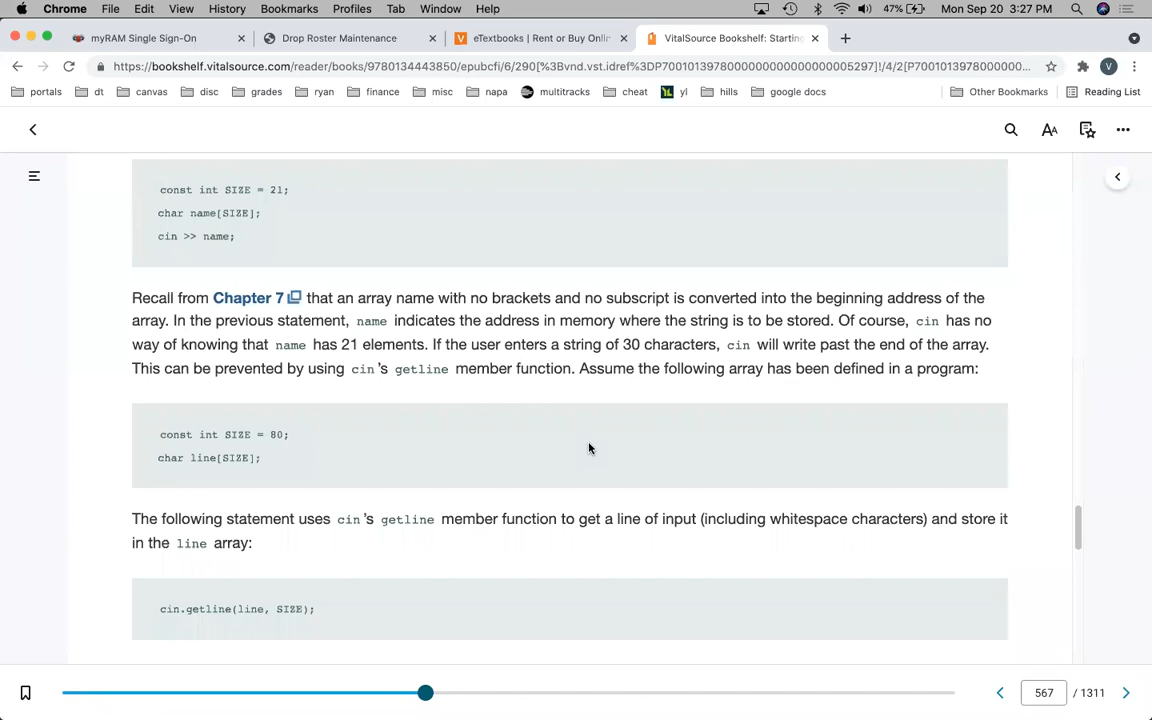 Chrome File Edit View History Bookmarks Profiles Tab Window Help 47% Mon Sep 20 3:27 PM
myRAM Single Sign-On Drop Roster Maintenance eTextbooks | Rent or Buy Onlin VitalSource Bookshelf: Starting
https://bookshelf.vitalsource.com/reader/books/9780134443850/epubcfi/6/290[%3Bvnd.vst.idref%3DP70010139780000000000000000005297]!/4/2[P7001013978000000...
portals dt canvas disc grades ryan finance misc napa multitracks cheat yl hills google docs Other Bookmarks Reading List
const int SIZE = 21;
char name[SIZE];
cin >> name;
Recall from Chapter 7 that an array name with no brackets and no subscript is converted into the beginning address of the
array. In the previous statement, name indicates the address in memory where the string is to be stored. Of course, cin has no
way of knowing that name has 21 elements. If the user enters a string of 30 characters, cin will write past the end of the array.
This can be prevented by using cin's getline member function. Assume the following array has been defined in a program:
const int SIZE = 80;
char line[SIZE];
The following statement uses cin's getline member function to get a line of input (including whitespace characters) and store it
in the line array:
cin.getline(line, SIZE);
567 / 1311